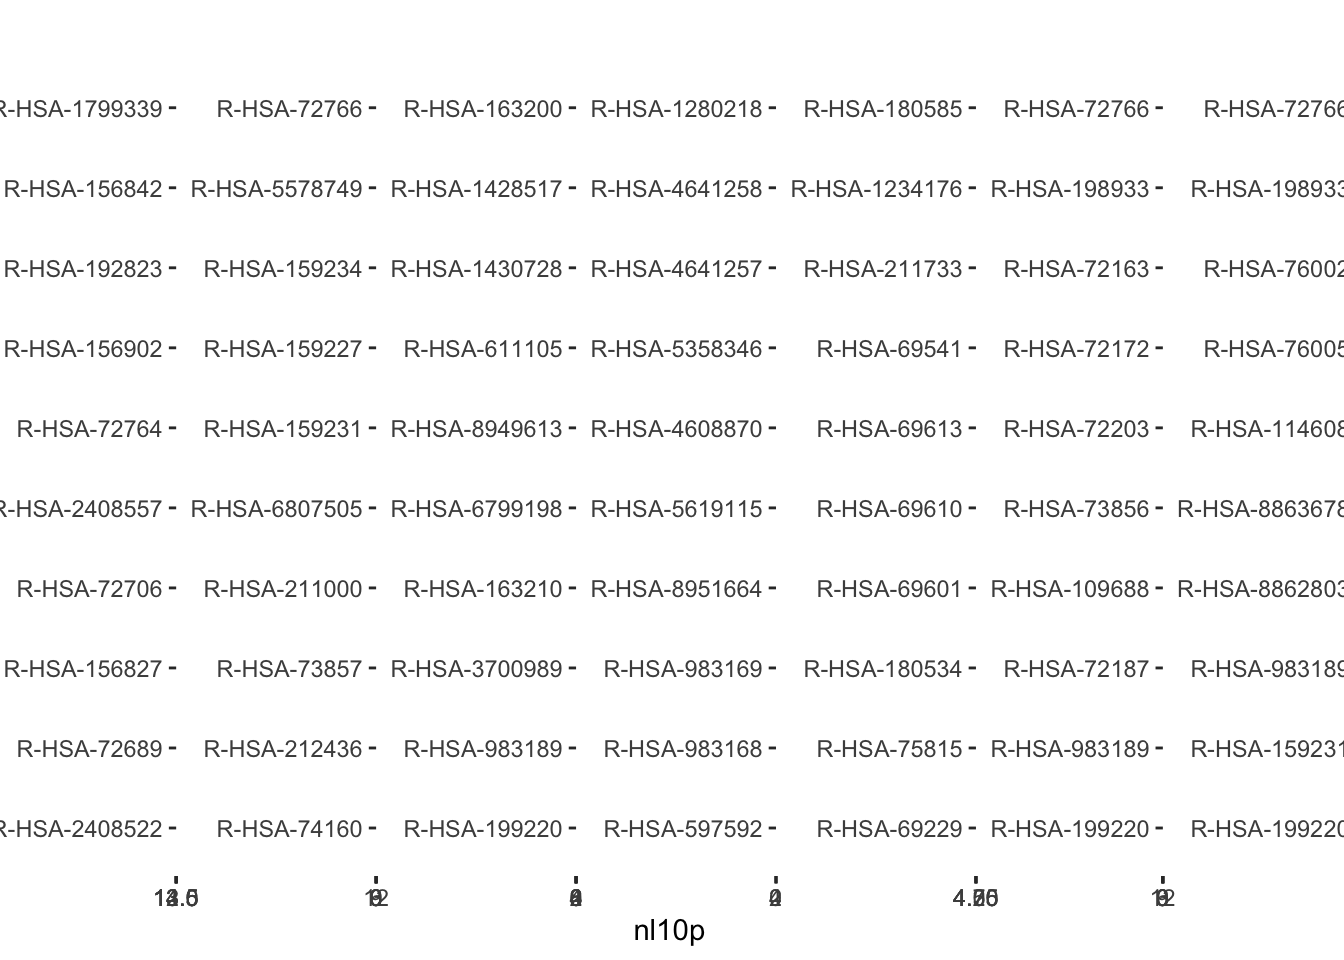 R-HSA-1799339 R-HSA-72766 R-HSA-163200 R-HSA-1280218 R-HSA-180585 R-HSA-72766 R-HSA-72766
R-HSA-156842 R-HSA-5578749 R-HSA-1428517 R-HSA-4641258 R-HSA-1234176 R-HSA-198933 R-HSA-198933
R-HSA-192823 R-HSA-159234 R-HSA-1430728 R-HSA-4641257 R-HSA-211733 R-HSA-72163 R-HSA-76002
R-HSA-156902 R-HSA-159227 R-HSA-611105 R-HSA-5358346 R-HSA-69541 R-HSA-72172 R-HSA-76005
R-HSA-72764 R-HSA-159231 R-HSA-8949613 R-HSA-4608870 R-HSA-69613 R-HSA-72203 R-HSA-114608
R-HSA-2408557 R-HSA-6807505 R-HSA-6799198 R-HSA-5619115 R-HSA-69610 R-HSA-73856 R-HSA-8863678
R-HSA-72706 R-HSA-211000 R-HSA-163210 R-HSA-8951664 R-HSA-69601 R-HSA-109688 R-HSA-8862803
R-HSA-156827 R-HSA-73857 R-HSA-3700989 R-HSA-983169 R-HSA-180534 R-HSA-72187 R-HSA-983189
R-HSA-72689 R-HSA-212436 R-HSA-983189 R-HSA-983168 R-HSA-75815 R-HSA-983189 R-HSA-159231
R-HSA-2408522 R-HSA-74160 R-HSA-199220 R-HSA-597592 R-HSA-69229 R-HSA-199220 R-HSA-199220
nl10p